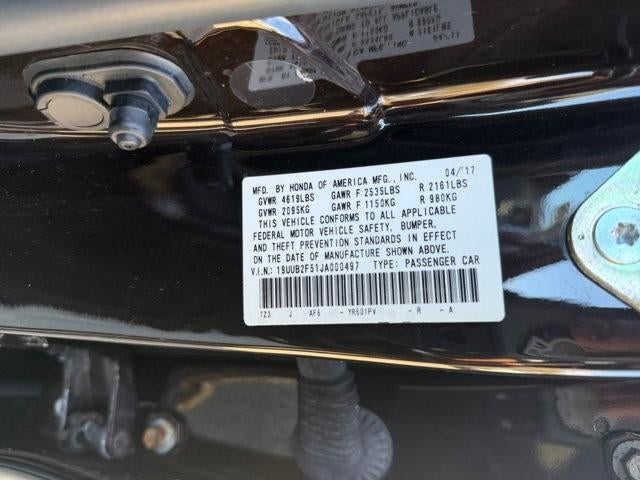 MFD. BY HONDA OF AMERICA MFG., INC. 04/'17
GVWR 4619LBS GAWR F 2535LBS R 2161LBS
GVWR 2095KG GAWR F 1150KG R 980KG
THIS VEHICLE CONFORMS TO ALL APPLICABLE
FEDERAL MOTOR VEHICLE SAFETY, BUMPER,
AND THEFT PREVENTION STANDARDS IN EFFECT
ON THE DATE OF MANUFACTURE SHOWN ABOVE.
V.I.N.: 19UUB2F51JA000497 TYPE: PASSENGER CAR
TZ3 J AF6 -YR601PV -R -A